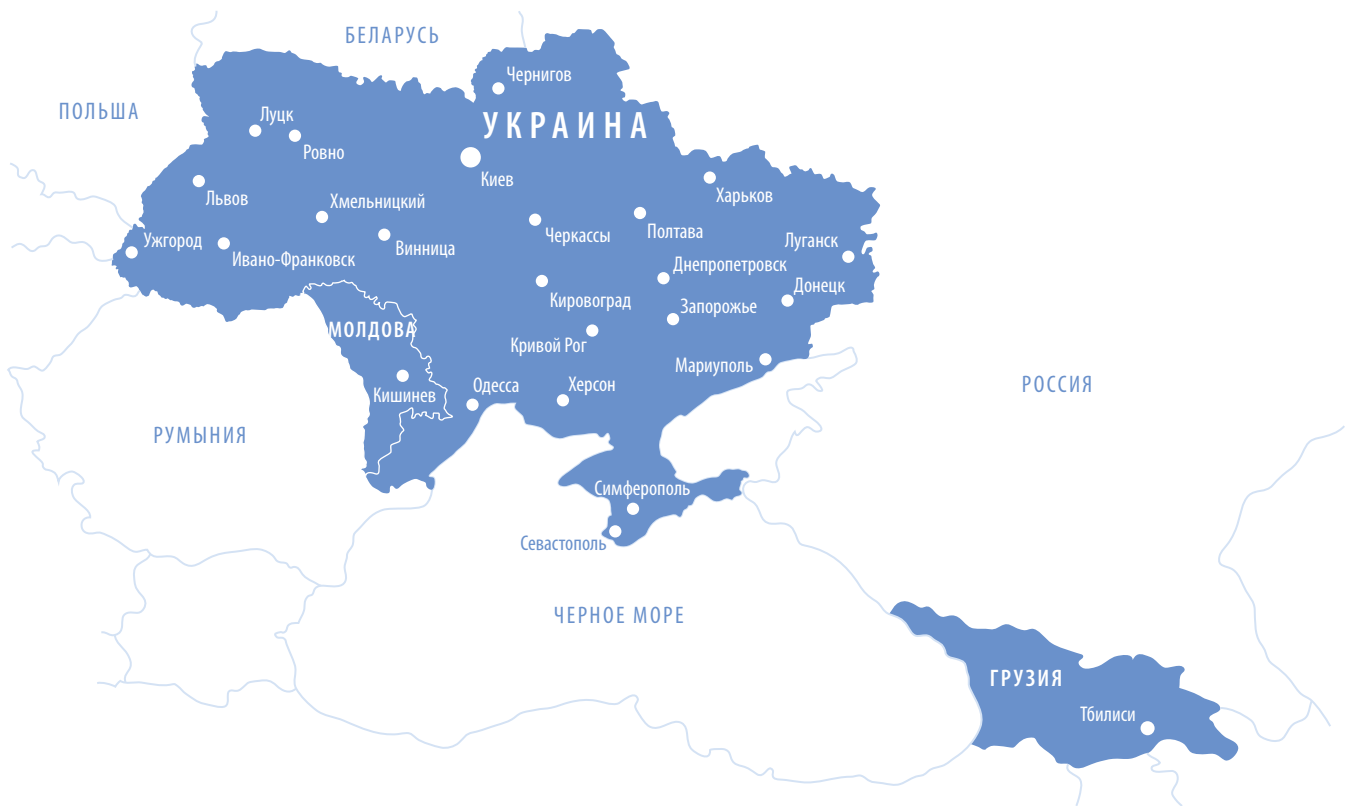 БЕЛАРУСЬ
Чернигов
ПОЛЬША
Луцк
УКРАИНА
Ровно
Киев
Харьков
Львов
Хмельницкий
Черкассы
Полтава
Ужгород
Винница
Луганск
Ивано-Франковск
Днепропетровск
Донецк
Кировоград
Запорожье
МОЛДОВА
Кривой Рог
Мариуполь
Одесса
Херсон
РОССИЯ
Кишинев
РУМЫНИЯ
Симферополь
Севастополь
ЧЕРНОЕ МОРЕ
ГРУЗИЯ
Тбилиси